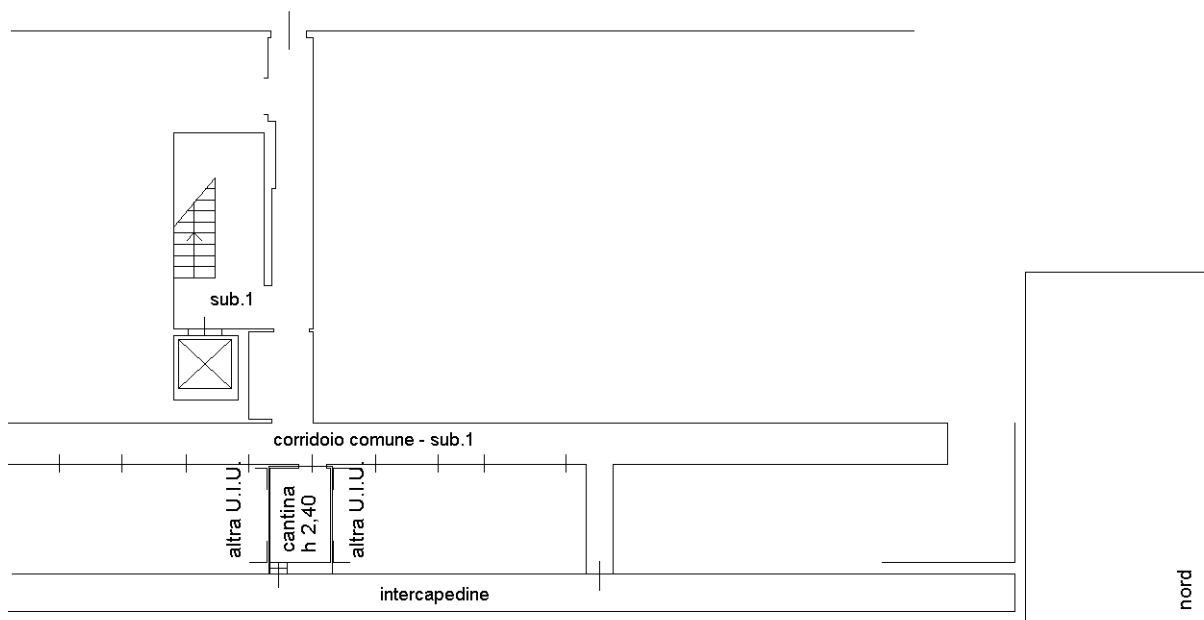 sub.1
corridoio comune - sub.1
altra U.I.U.
cantina
h 2,40
altra U.I.U.
intercapedine
nord